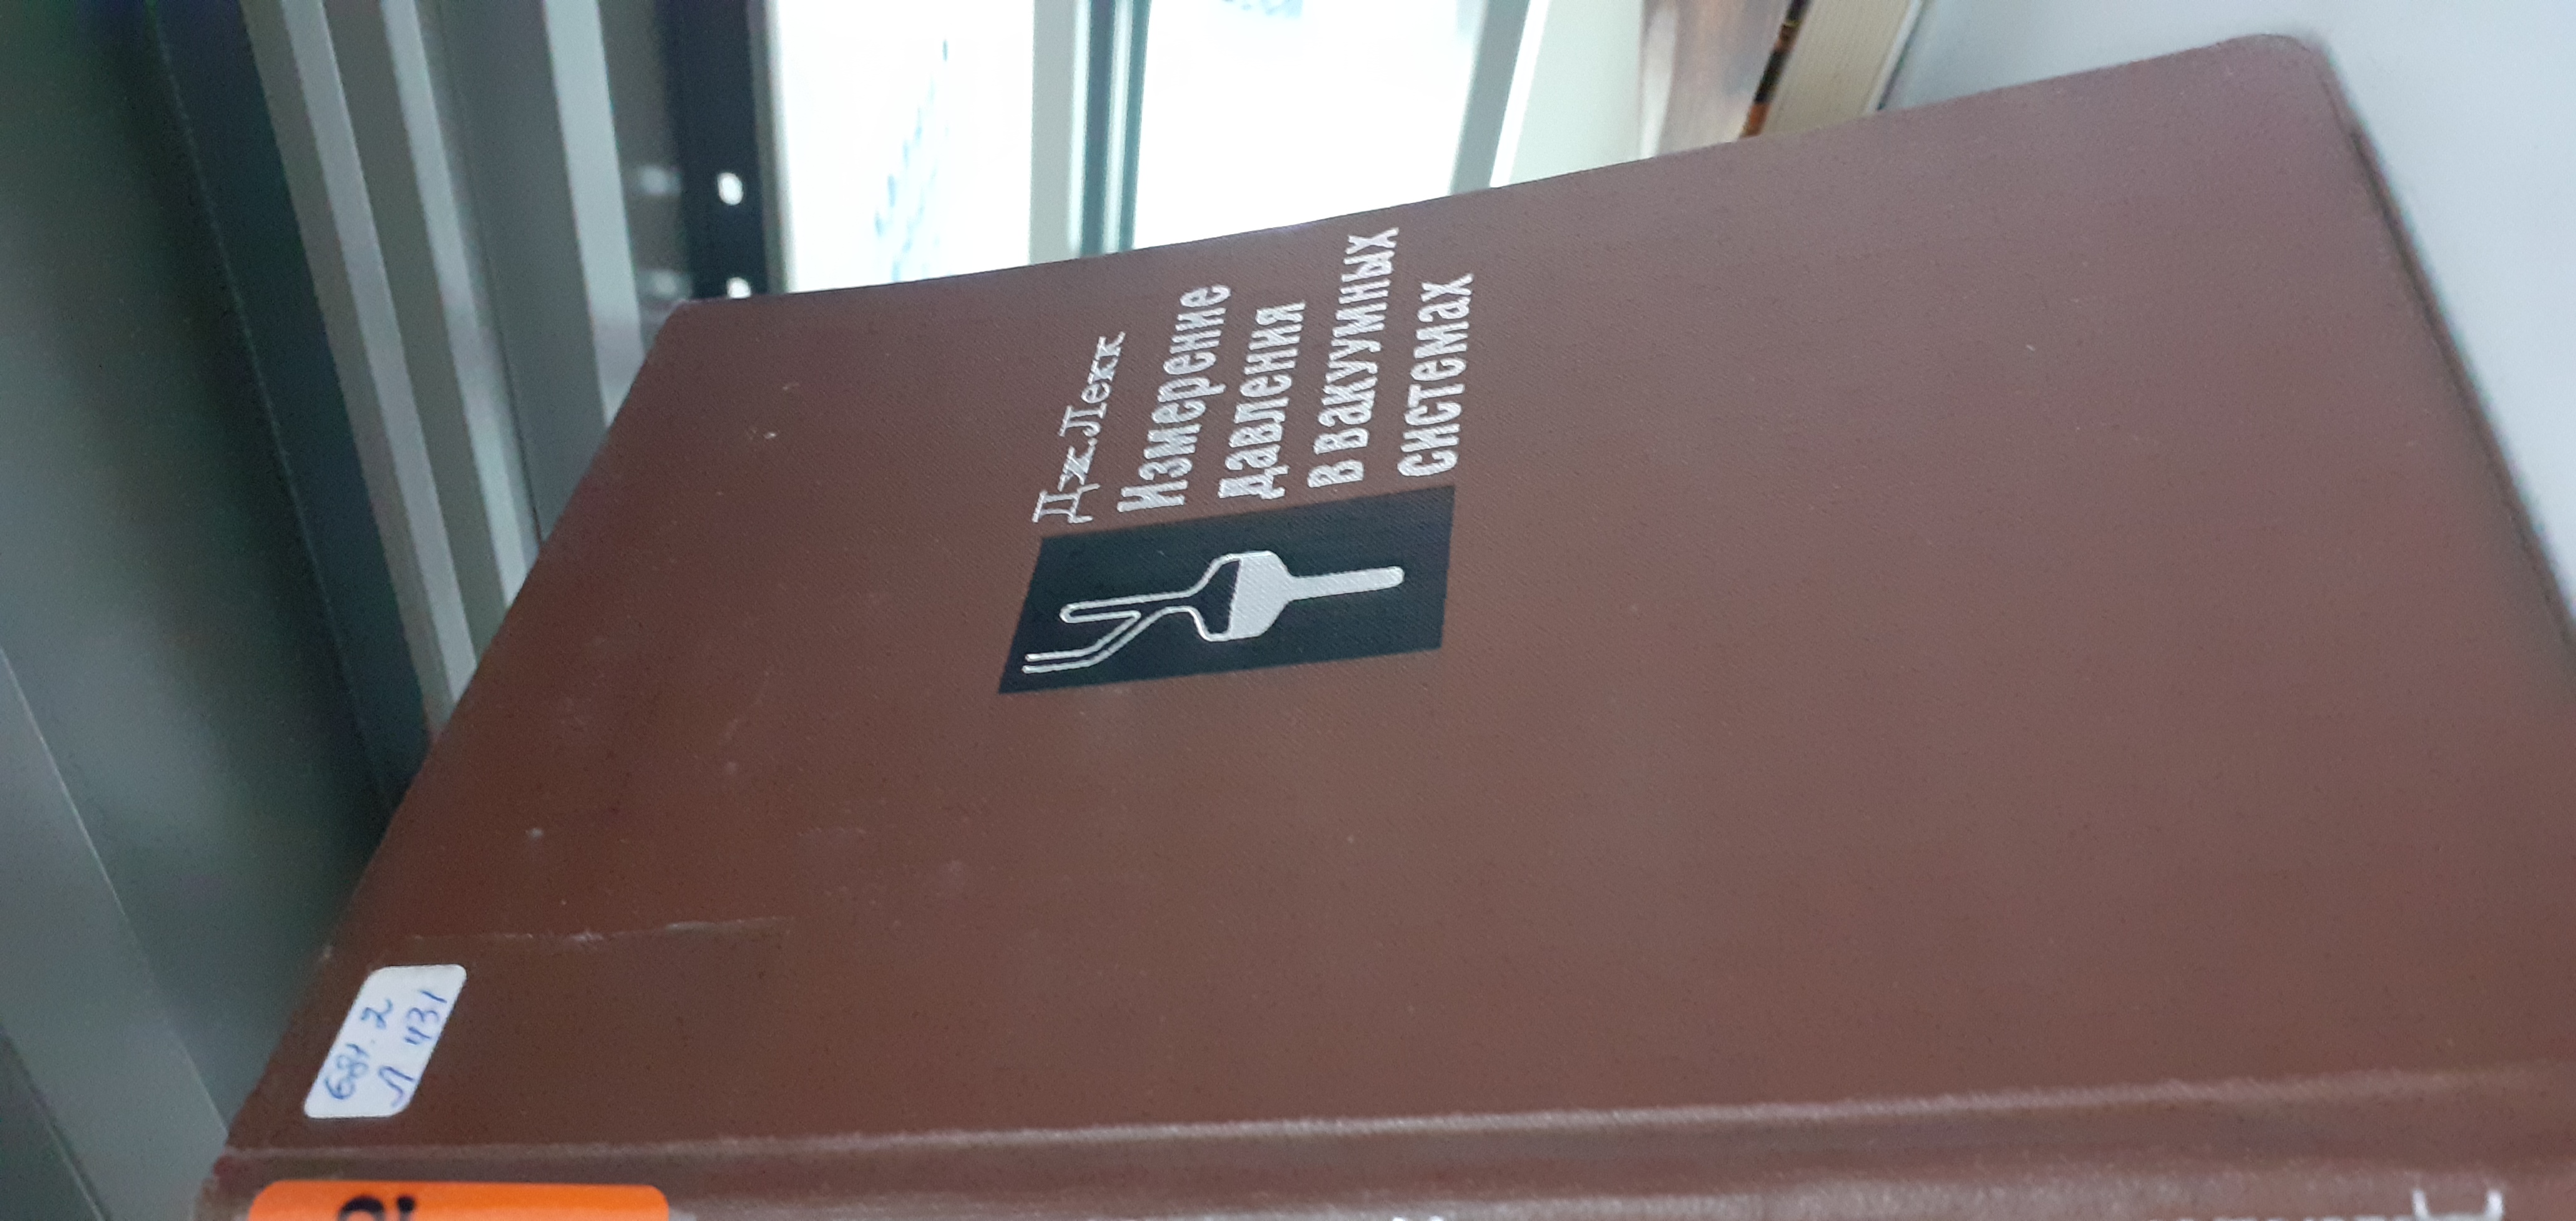 Дж. Лекк
Измерение
давления
в вакуумных
системах
681.2
Л 431